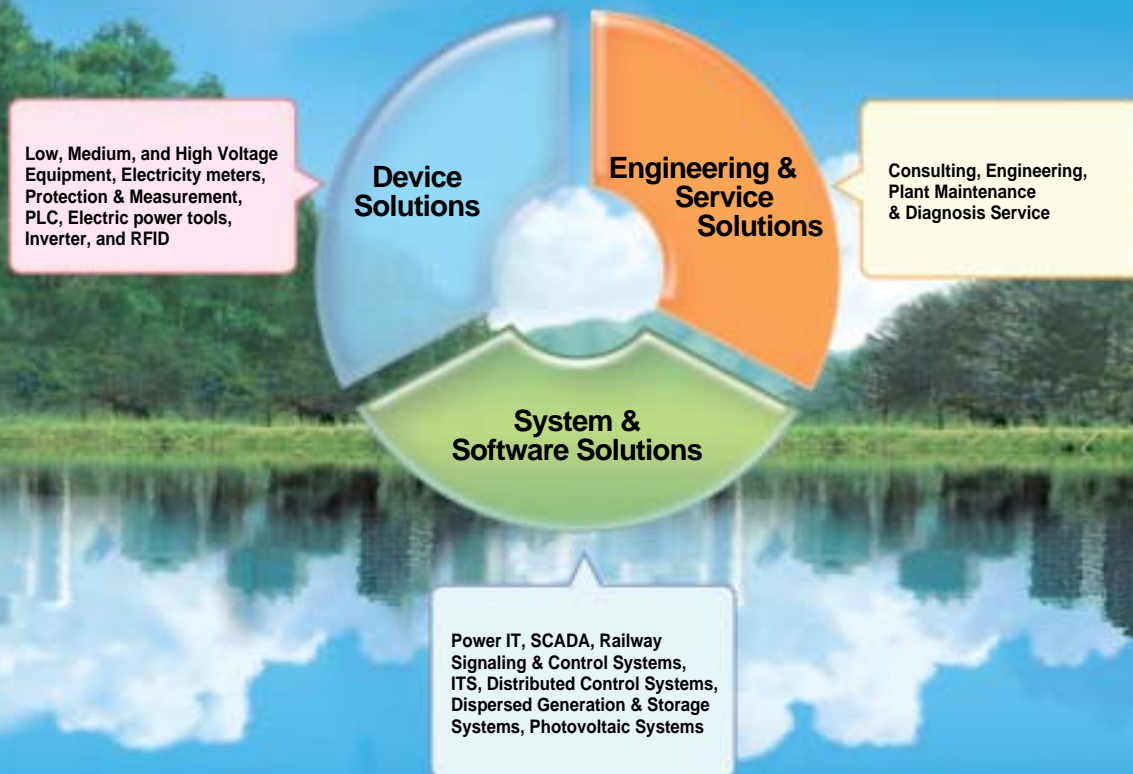 Low, Medium, and High Voltage
Equipment, Electricity meters,
Protection & Measurement,
PLC, Electric power tools,
Inverter, and RFID
Device
Solutions
Engineering &
Service
Solutions
Consulting, Engineering,
Plant Maintenance
& Diagnosis Service
System &
Software Solutions
Power IT, SCADA, Railway
Signaling & Control Systems,
ITS, Distributed Control Systems,
Dispersed Generation & Storage
Systems, Photovoltaic Systems